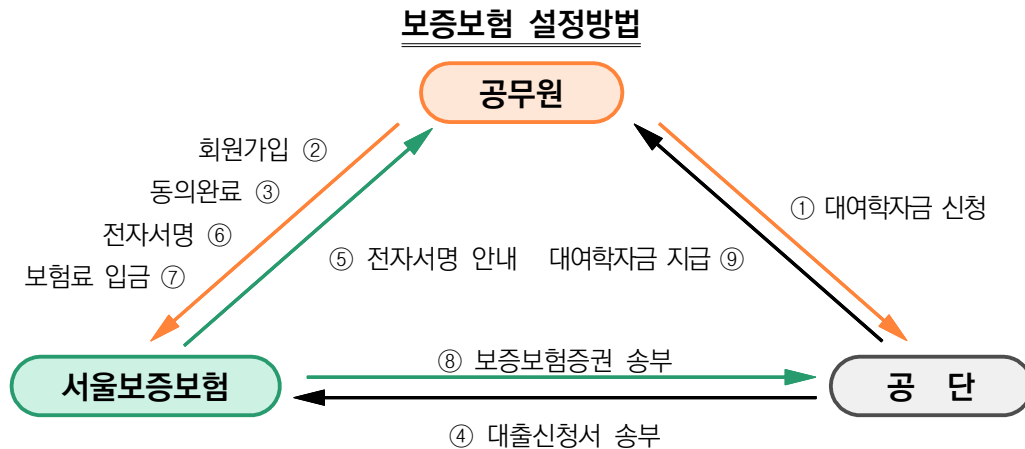 보증보험 설정방법
공무원
회원가입 ②
동의완료 ③
전자서명 ⑥
보험료 입금 ⑦
① 대여학자금 신청
⑤ 전자서명 안내
대여학자금 지급 ⑨
서울보증보험
⑧ 보증보험증권 송부
공 단
④ 대출신청서 송부